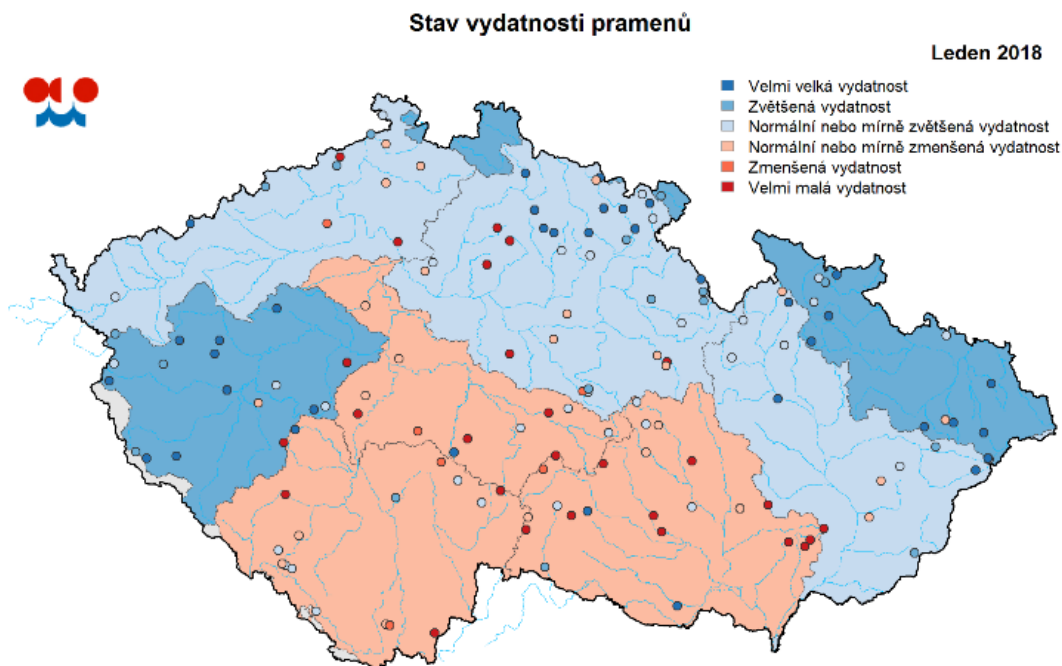 Stav vydatnosti pramenů
Leden 2018
Velmi velká vydatnost
Zvětšená vydatnost
Normální nebo mírně zvětšená vydatnost
Normální nebo mírně zmenšená vydatnost
Zmenšená vydatnost
Velmi malá vydatnost